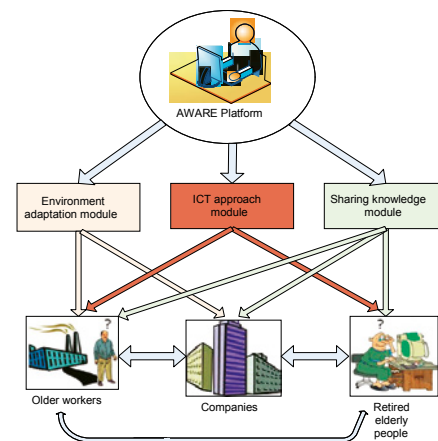 AWARE Platform
Environment
adaptation module
ICT approach
module
Sharing knowledge
module
?
?
Older workers
Companies
Retired
elderly
people